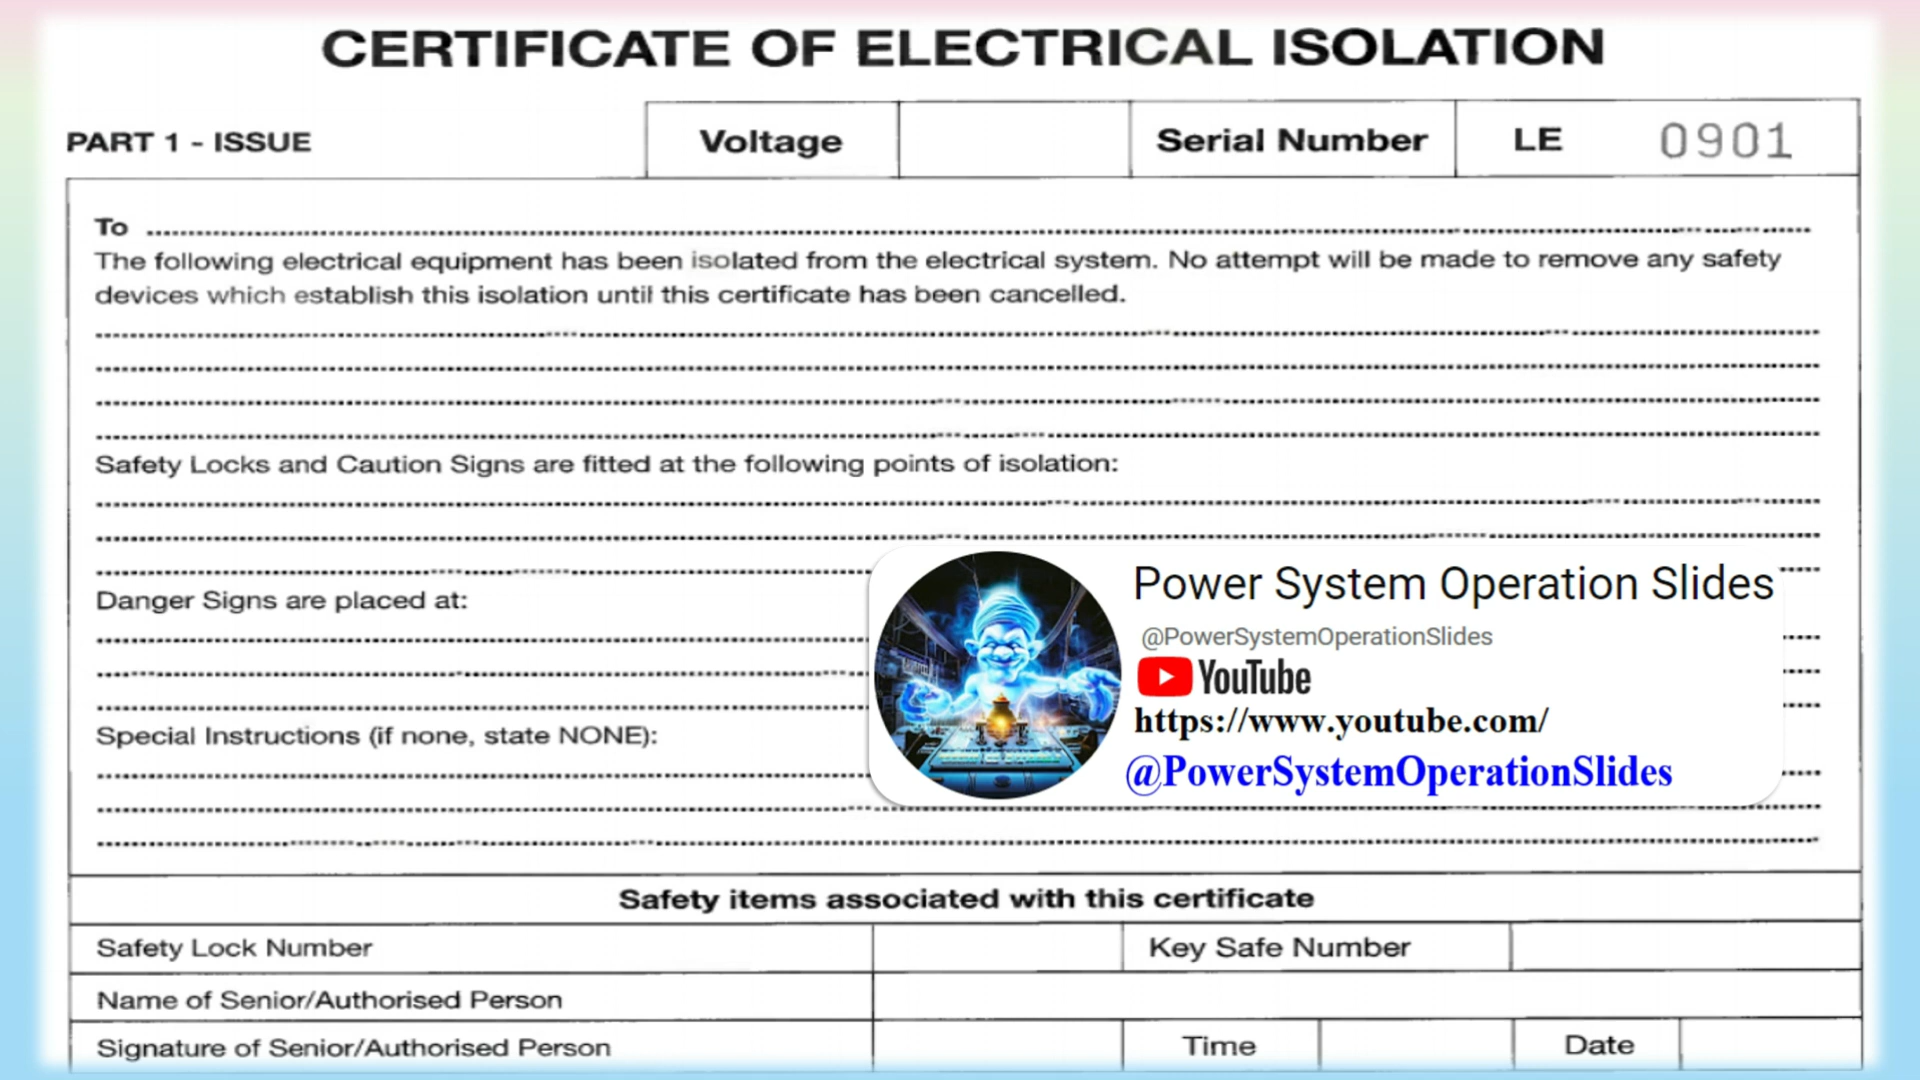 CERTIFICATE OF ELECTRICAL ISOLATION
PART 1 - ISSUE
Voltage
Serial Number
LE 0901
To
The following electrical equipment has been isolated from the electrical system. No attempt will be made to remove any safety
devices which establish this isolation until this certificate has been cancelled.
Safety Locks and Caution Signs are fitted at the following points of isolation:
Danger Signs are placed at:
Special Instructions (if none, state NONE):
Power System Operation Slides
@PowerSystemOperationSlides
YouTube
https://www.youtube.com/
@PowerSystemOperationSlides
Safety items associated with this certificate
Safety Lock Number
Key Safe Number
Name of Senior/Authorised Person
Signature of Senior/Authorised Person
Time
Date